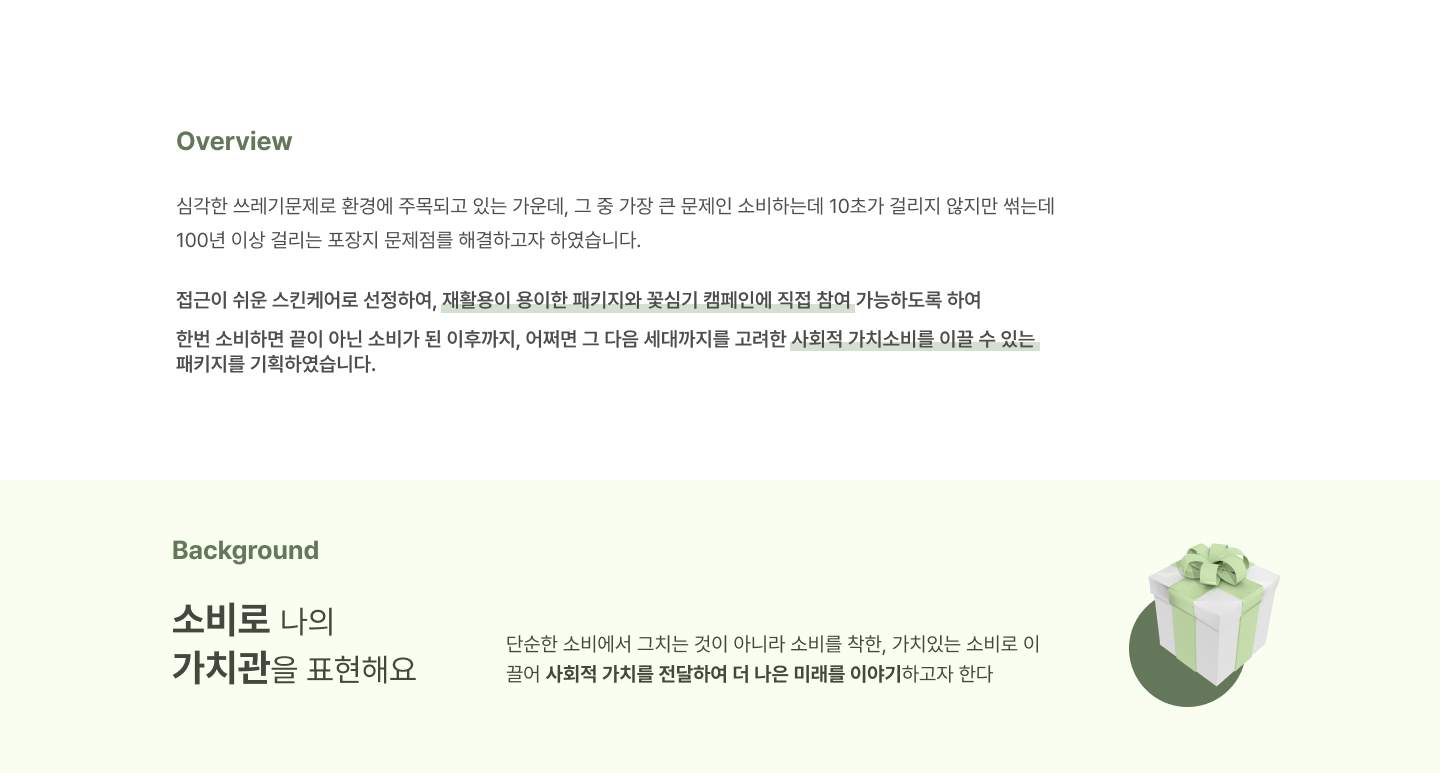 Overview
심각한 쓰레기문제로 환경에 주목되고 있는 가운데, 그 중 가장 큰 문제인 소비하는데 10초가 걸리지 않지만 썪는데
100년 이상 걸리는 포장지 문제점를 해결하고자 하였습니다.
접근이 쉬운 스킨케어로 선정하여, 재활용이 용이한 패키지와 꽃심기 캠페인에 직접 참여 가능하도록 하여
한번 소비하면 끝이 아닌 소비가 된 이후까지, 어쩌면 그 다음 세대까지를 고려한 사회적 가치소비를 이끌 수 있는
패키지를 기획하였습니다.
Background
소비로 나의
가치관을 표현해요
단순한 소비에서 그치는 것이 아니라 소비를 착한, 가치있는 소비로 이
끌어 사회적 가치를 전달하여 더 나은 미래를 이야기하고자 한다